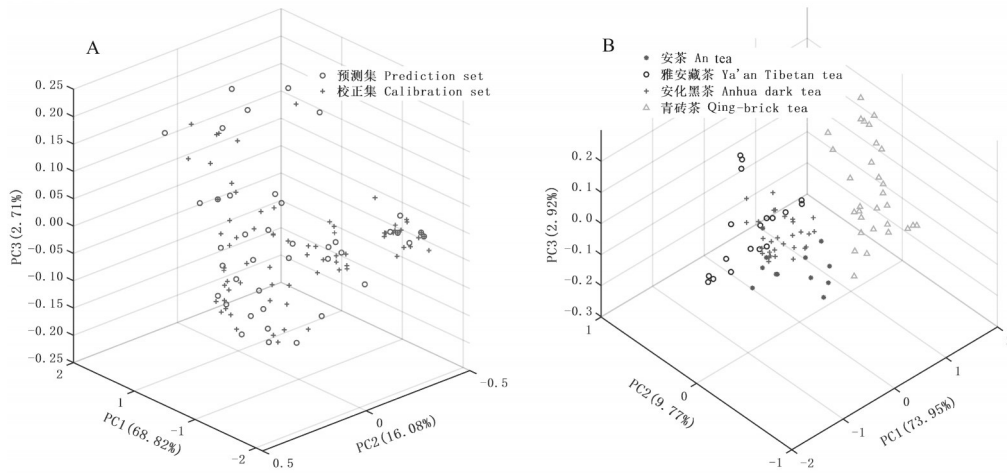 A
预测集 Prediction set
校正集 Calibration set
0.25
0.20
0.15
0.10
0.05
0.00
-0.05
-0.10
-0.15
-0.20
-0.25
PC3(2.71%)
2
1
-1
-2
PC1(68.82%)
0.5
0
-0.5
PC2(16.08%)
B
安茶 An tea
雅安藏茶 Ya'an Tibetan tea
安化黑茶 Anhua dark tea
青砖茶 Qing-brick tea
0.2
0.1
0.0
-0.1
-0.2
-0.3
PC3(2.92%)
1
0
-1
PC2(9.77%)
-2
-1
0
1
PC1(73.95%)